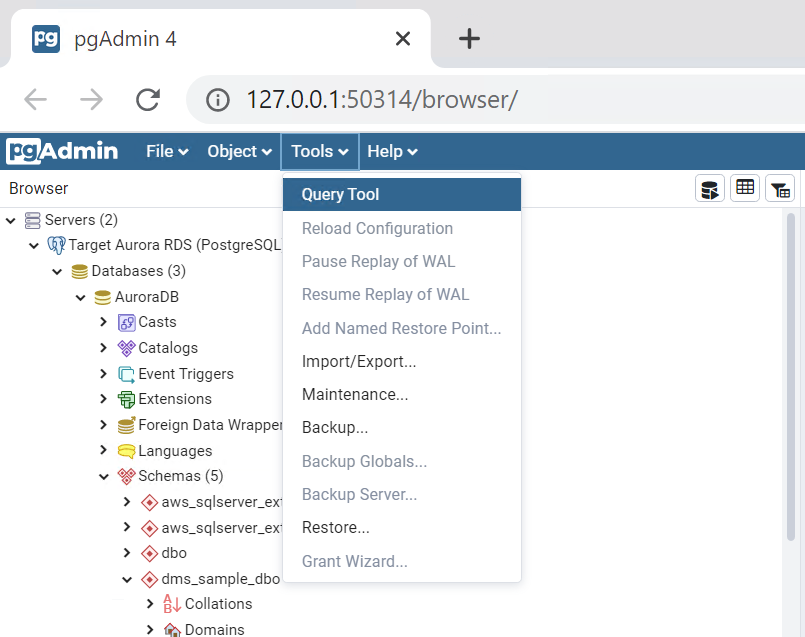 pg pgAdmin 4
127.0.0.1:50314/browser/
pgAdmin File Object Tools Help
Browser
Query Tool
Reload Configuration
Pause Replay of WAL
Resume Replay of WAL
Add Named Restore Point...
Import/Export...
Maintenance...
Backup...
Backup Globals...
Backup Server...
Restore...
Grant Wizard...
Servers (2)
Target Aurora RDS (PostgreSQL
Databases (3)
AuroraDB
Casts
Catalogs
Event Triggers
Extensions
Foreign Data Wrapper
Languages
Schemas (5)
aws_sqlserver_ext
aws_sqlserver_ext
dbo
dms_sample_dbo
Collations
Domains